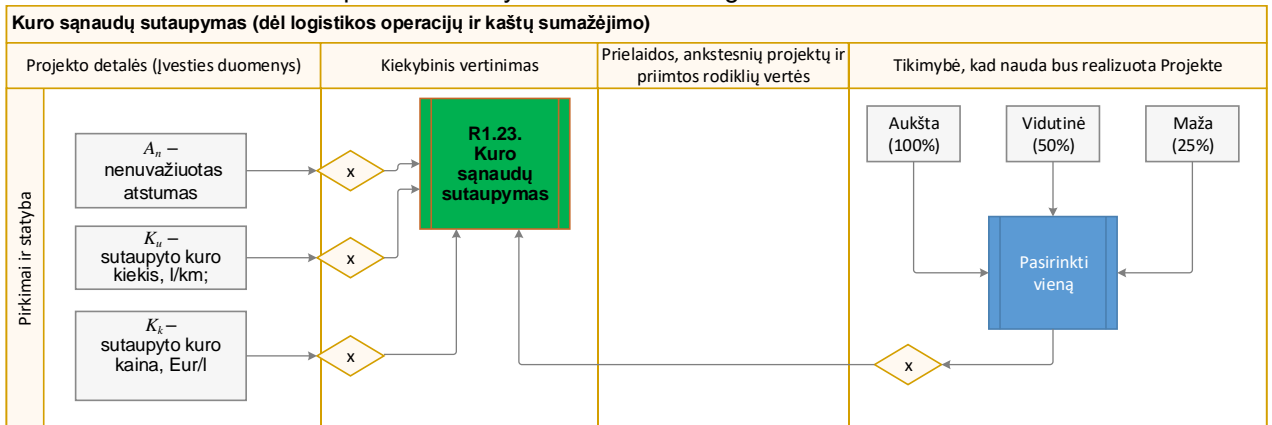 Kuro sąnaudų sutaupymas (dėl logistikos operacijų ir kaštų sumažėjimo)
Projekto detalės (Įvesties duomenys)
Kiekybinis vertinimas
Prielaidos, ankstesnių projektų ir
priimtos rodiklių vertės
Tikimybė, kad nauda bus realizuota Projekte
Pirkimai ir statyba
Aₙ –
nenuvažiuotas
atstumas
x
R1.23.
Kuro
sąnaudų
sutaupymas
Aukšta
(100%)
Vidutinė
(50%)
Maža
(25%)
Kᵤ –
sutaupyto kuro
kiekis, l/km;
x
Pasirinkti
vieną
Kₖ –
sutaupyto kuro
kaina, Eur/l
x
x